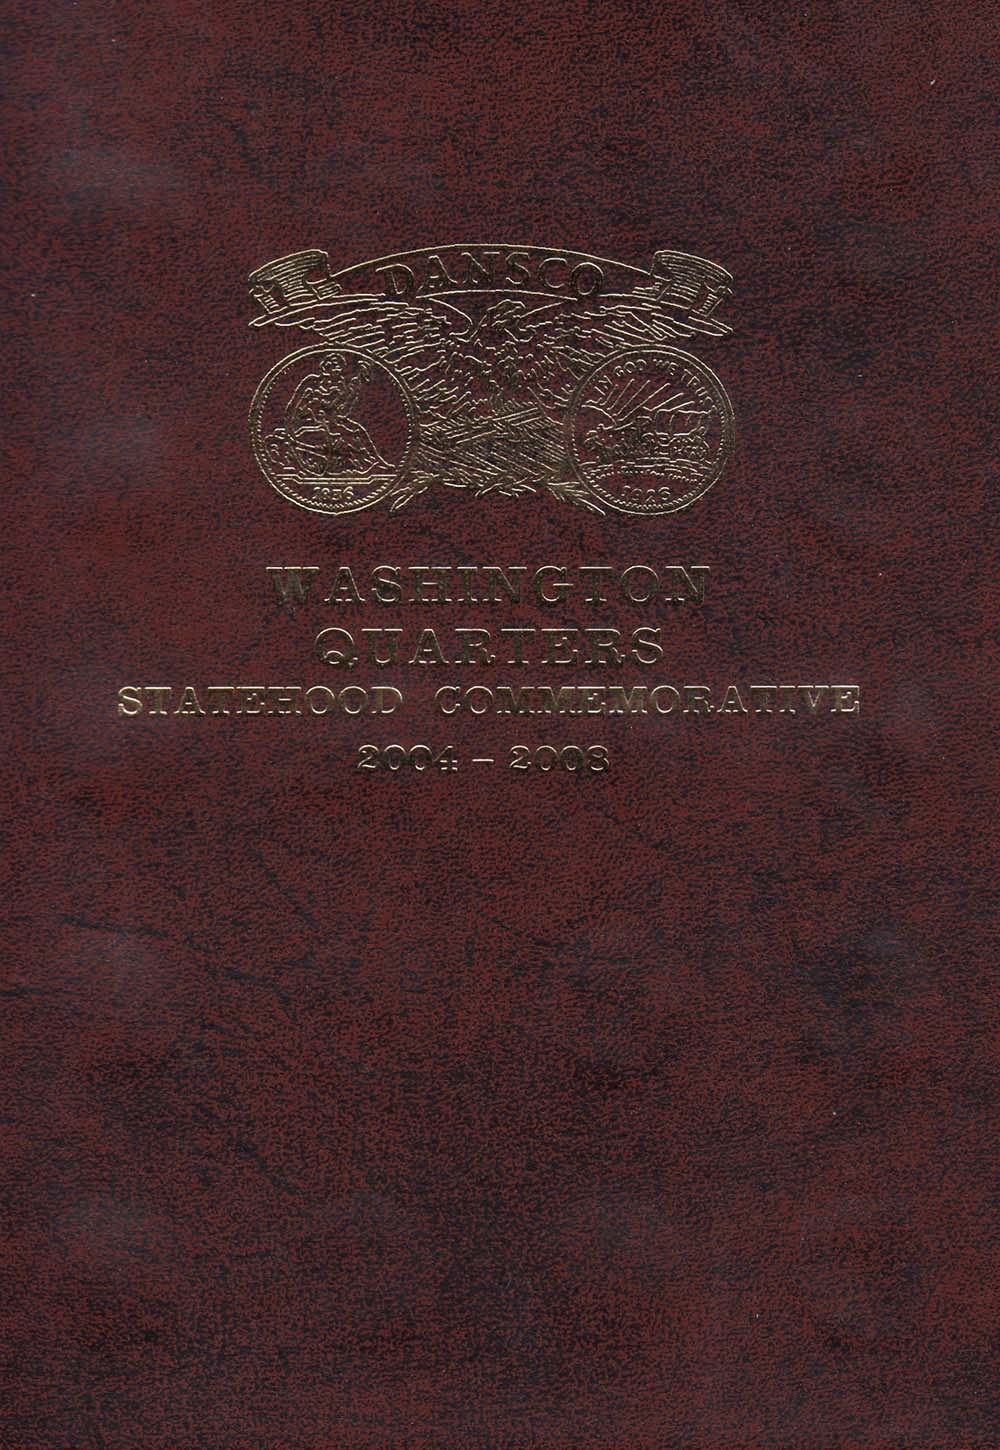 DANSCO
IN GOD WE TRUST
1836
1926
WASHINGTON
QUARTERS
STATEHOOD COMMEMORATIVE
2004 – 2008